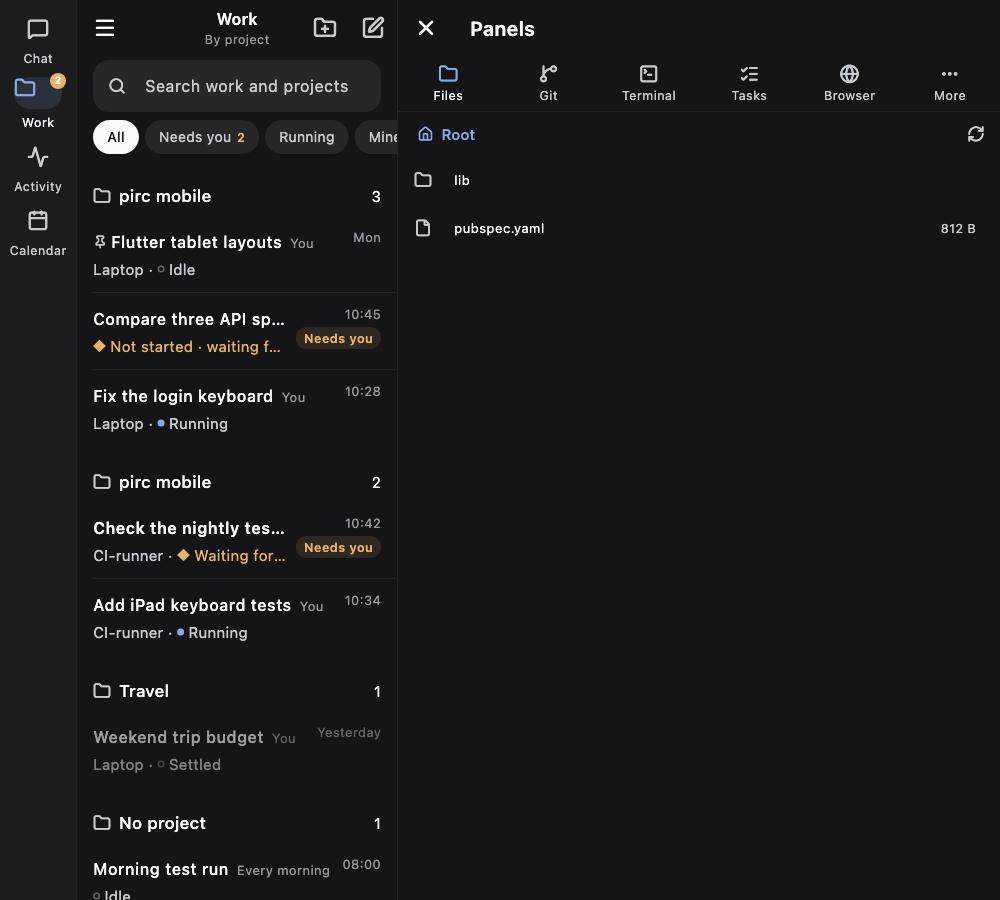 Chat
2
Work
Activity
Calendar
Work
By project
Search work and projects
All
Needs you 2
Running
Mine
pirc mobile 3
Flutter tablet layouts You Mon
Laptop · Idle
Compare three API sp... 10:45
Not started · waiting f... Needs you
Fix the login keyboard You 10:28
Laptop · Running
pirc mobile 2
Check the nightly tes... 10:42
CI-runner · Waiting for... Needs you
Add iPad keyboard tests You 10:34
CI-runner · Running
Travel 1
Weekend trip budget You Yesterday
Laptop · Settled
No project 1
Morning test run Every morning 08:00
Idle
Panels
Files
Git
Terminal
Tasks
Browser
More
Root
lib
pubspec.yaml 812 B